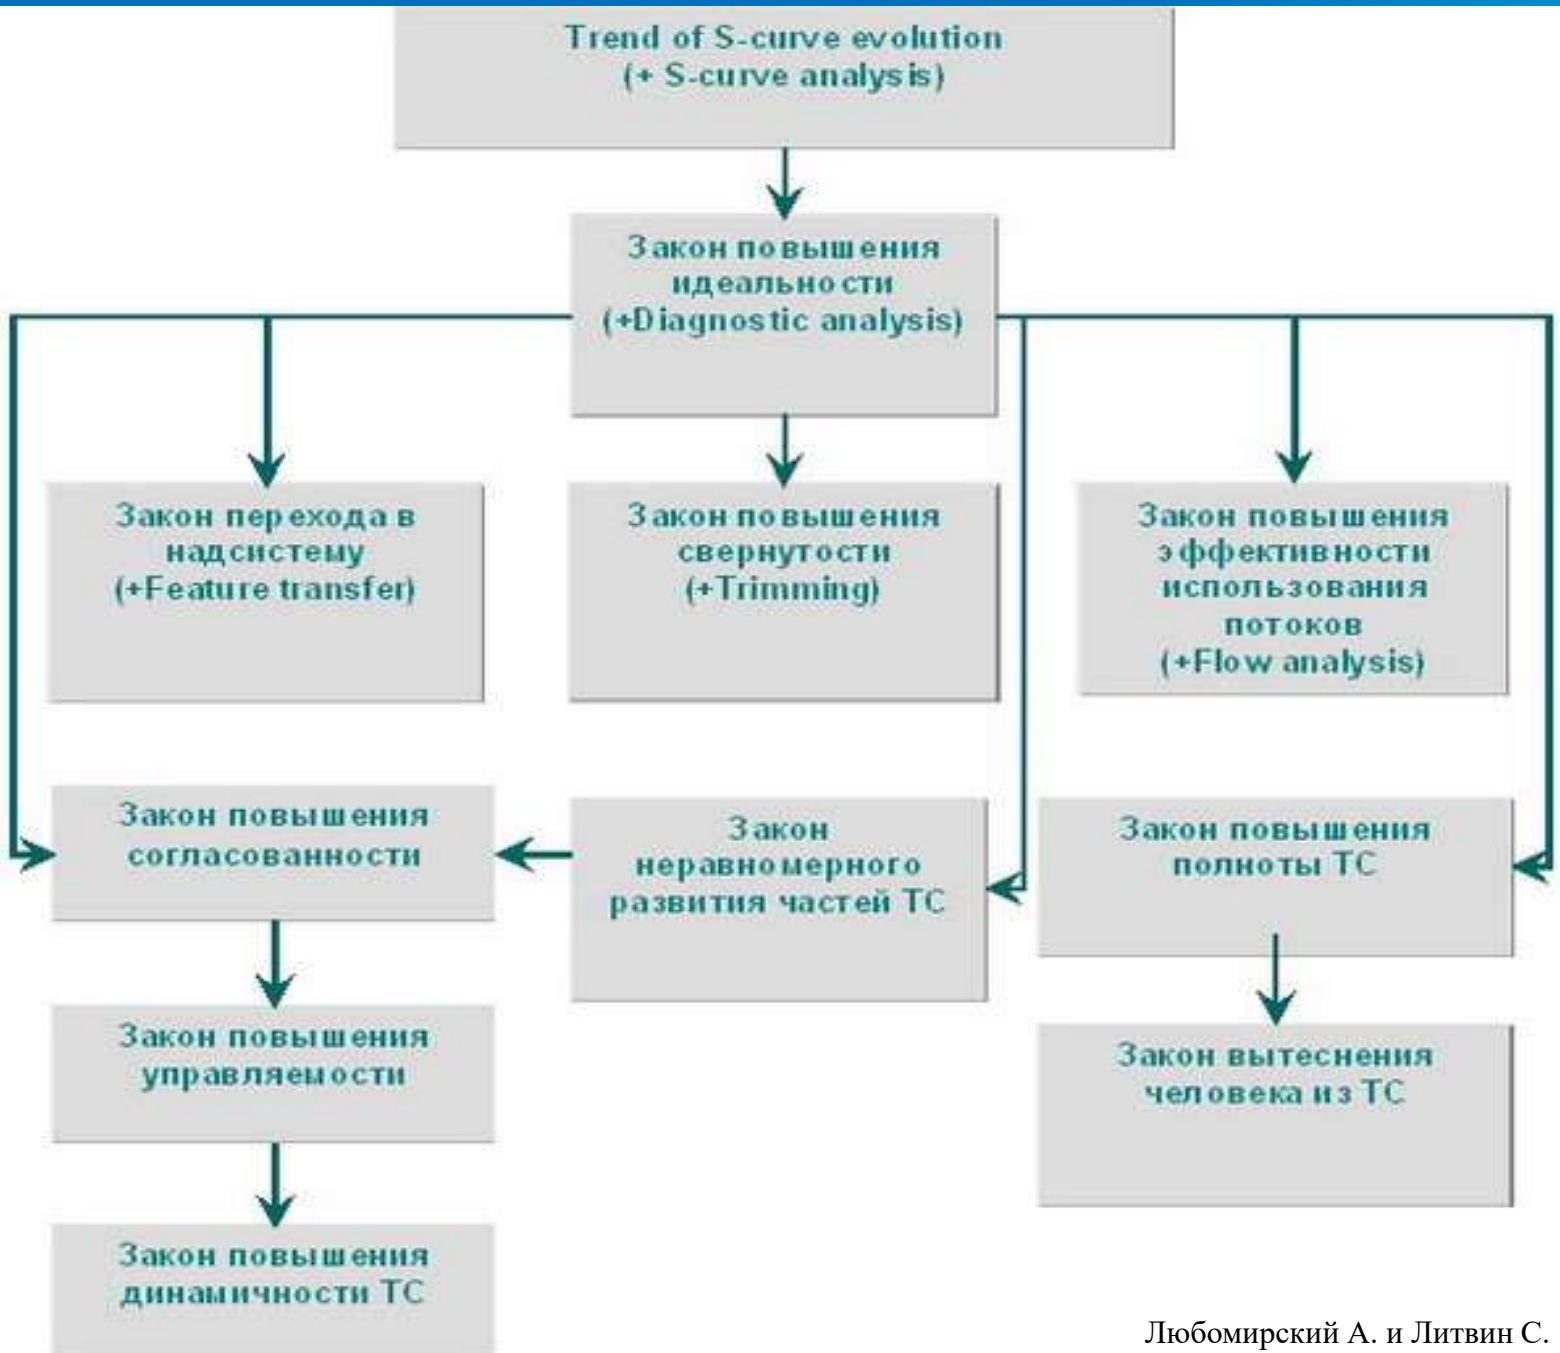 Trend of S-curve evolution
(+ S-curve analysis)
Закон повышения
идеальности
(+Diagnostic analysis)
Закон перехода в
надсистему
(+Feature transfer)
Закон повышения
свернутости
(+Trimming)
Закон повышения
эффективности
использования
потоков
(+Flow analysis)
Закон повышения
согласованности
Закон
неравномерного
развития частей ТС
Закон повышения
полноты ТС
Закон повышения
управляемости
Закон вытеснения
человека из ТС
Закон повышения
динамичности ТС
Любомирский А. и Литвин С.